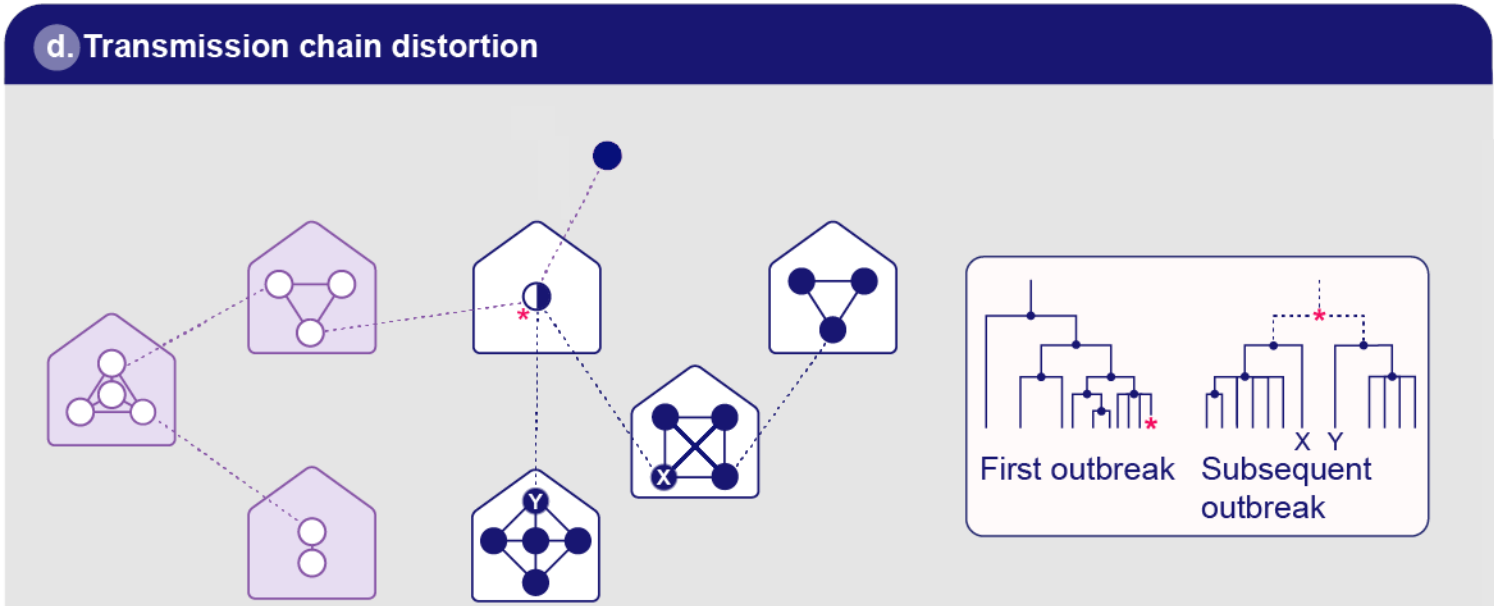 d. Transmission chain distortion
*
*
*
X
Y
X Y
First outbreak
Subsequent
outbreak